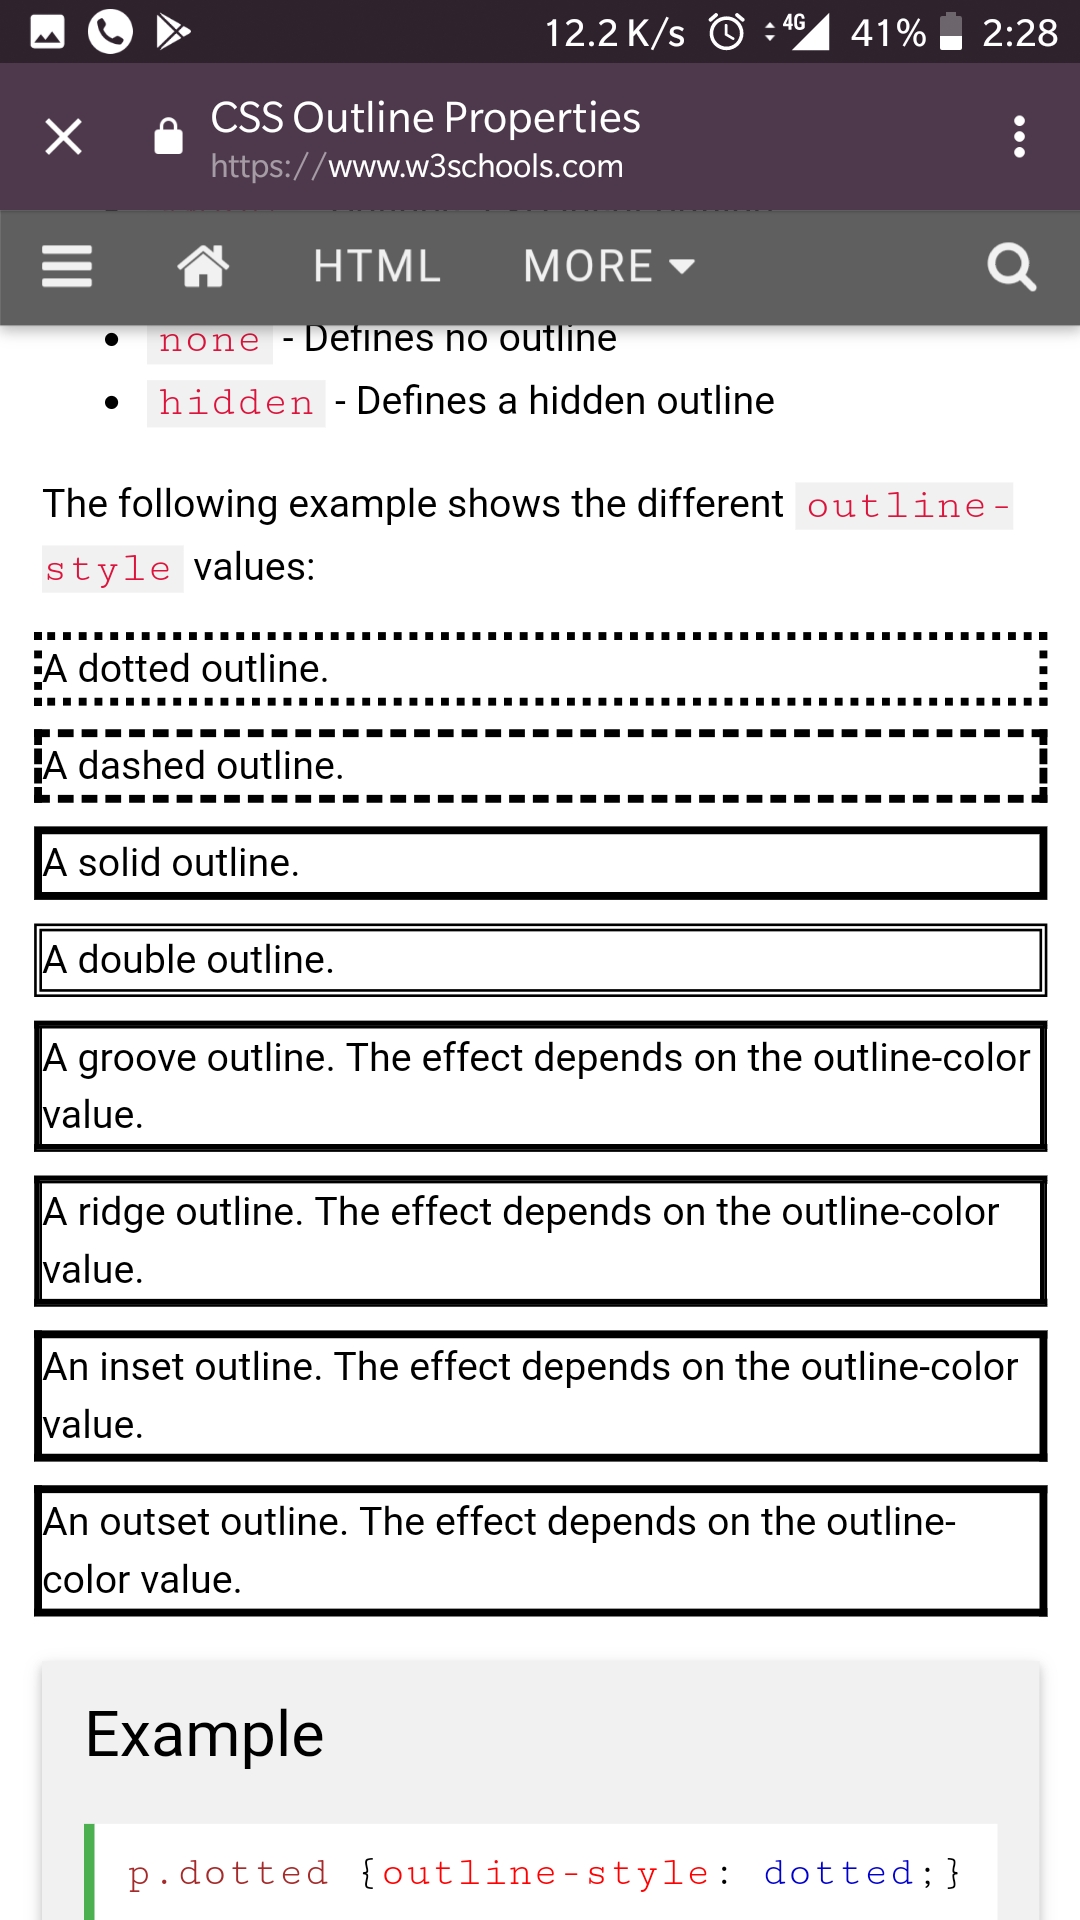 12.2 K/s 4G 41% 2:28
CSS Outline Properties
https://www.w3schools.com
HTML MORE
none - Defines no outline
hidden - Defines a hidden outline
The following example shows the different outline-
style values:
A dotted outline.
A dashed outline.
A solid outline.
A double outline.
A groove outline. The effect depends on the outline-color
value.
A ridge outline. The effect depends on the outline-color
value.
An inset outline. The effect depends on the outline-color
value.
An outset outline. The effect depends on the outline-
color value.
Example
p.dotted {outline-style: dotted;}